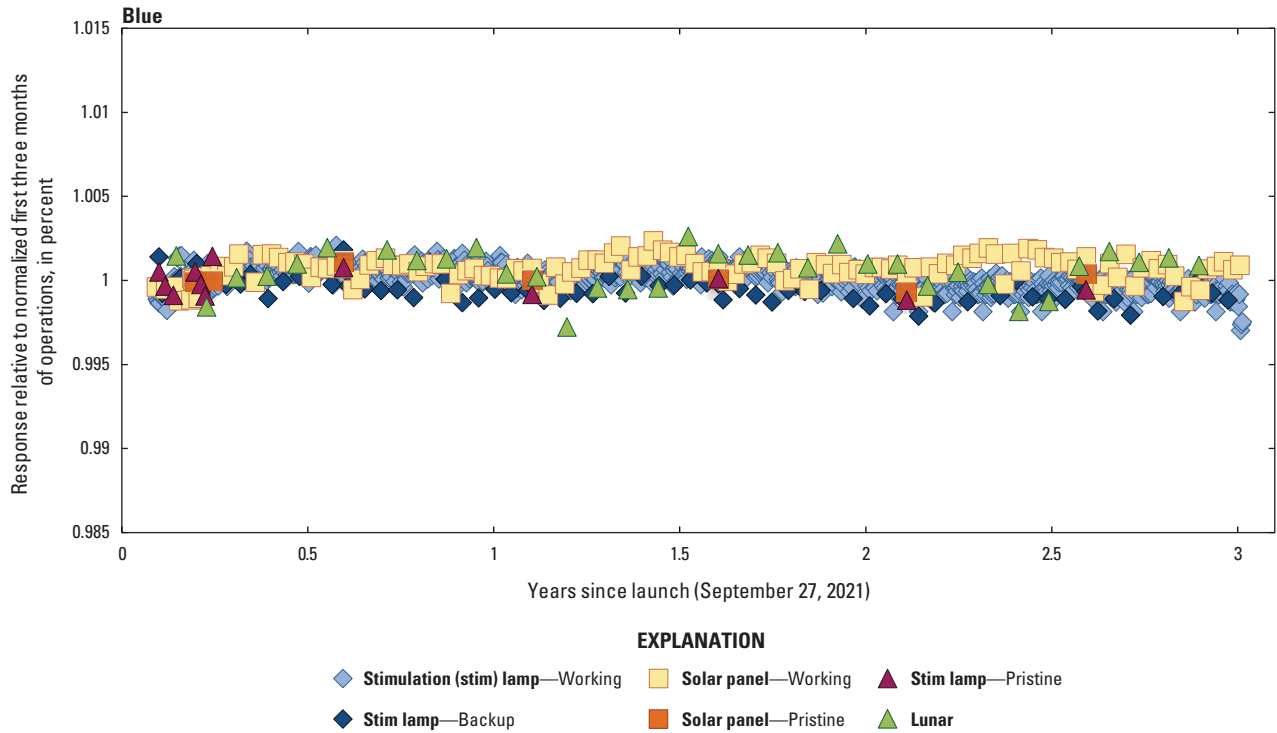 Blue
1.015
1.01
1.005
1
0.995
0.99
0.985
Response relative to normalized first three months
of operations, in percent
0
0.5
1
1.5
2
2.5
3
Years since launch (September 27, 2021)
EXPLANATION
Stimulation (stim) lamp—Working
Solar panel—Working
Stim lamp—Pristine
Stim lamp—Backup
Solar panel—Pristine
Lunar